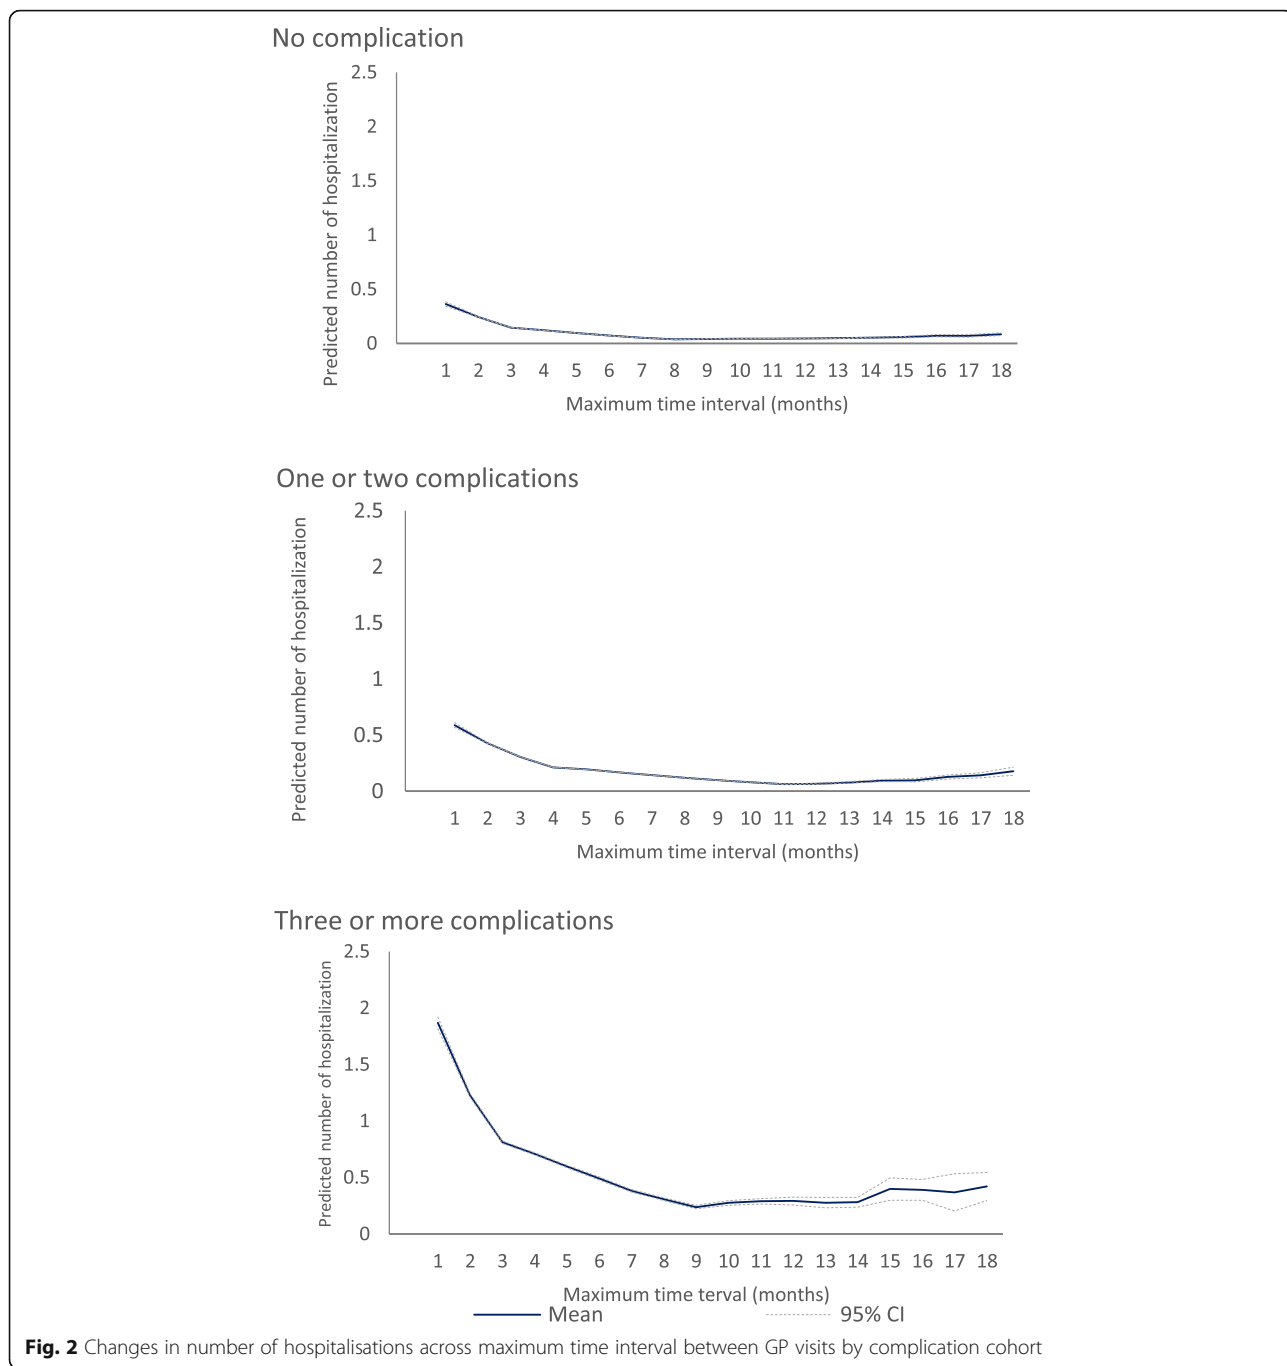 No complication
Predicted number of hospitalization
2.5
2
1.5
1
0.5
0
1 2 3 4 5 6 7 8 9 10 11 12 13 14 15 16 17 18
Maximum time interval (months)
One or two complications
Predicted number of hospitalization
2.5
2
1.5
1
0.5
0
1 2 3 4 5 6 7 8 9 10 11 12 13 14 15 16 17 18
Maximum time interval (months)
Three or more complications
Predicted number of hospitalization
2.5
2
1.5
1
0.5
0
1 2 3 4 5 6 7 8 9 10 11 12 13 14 15 16 17 18
Maximum time terval (months)
Mean 95% CI
Fig. 2 Changes in number of hospitalisations across maximum time interval between GP visits by complication cohort